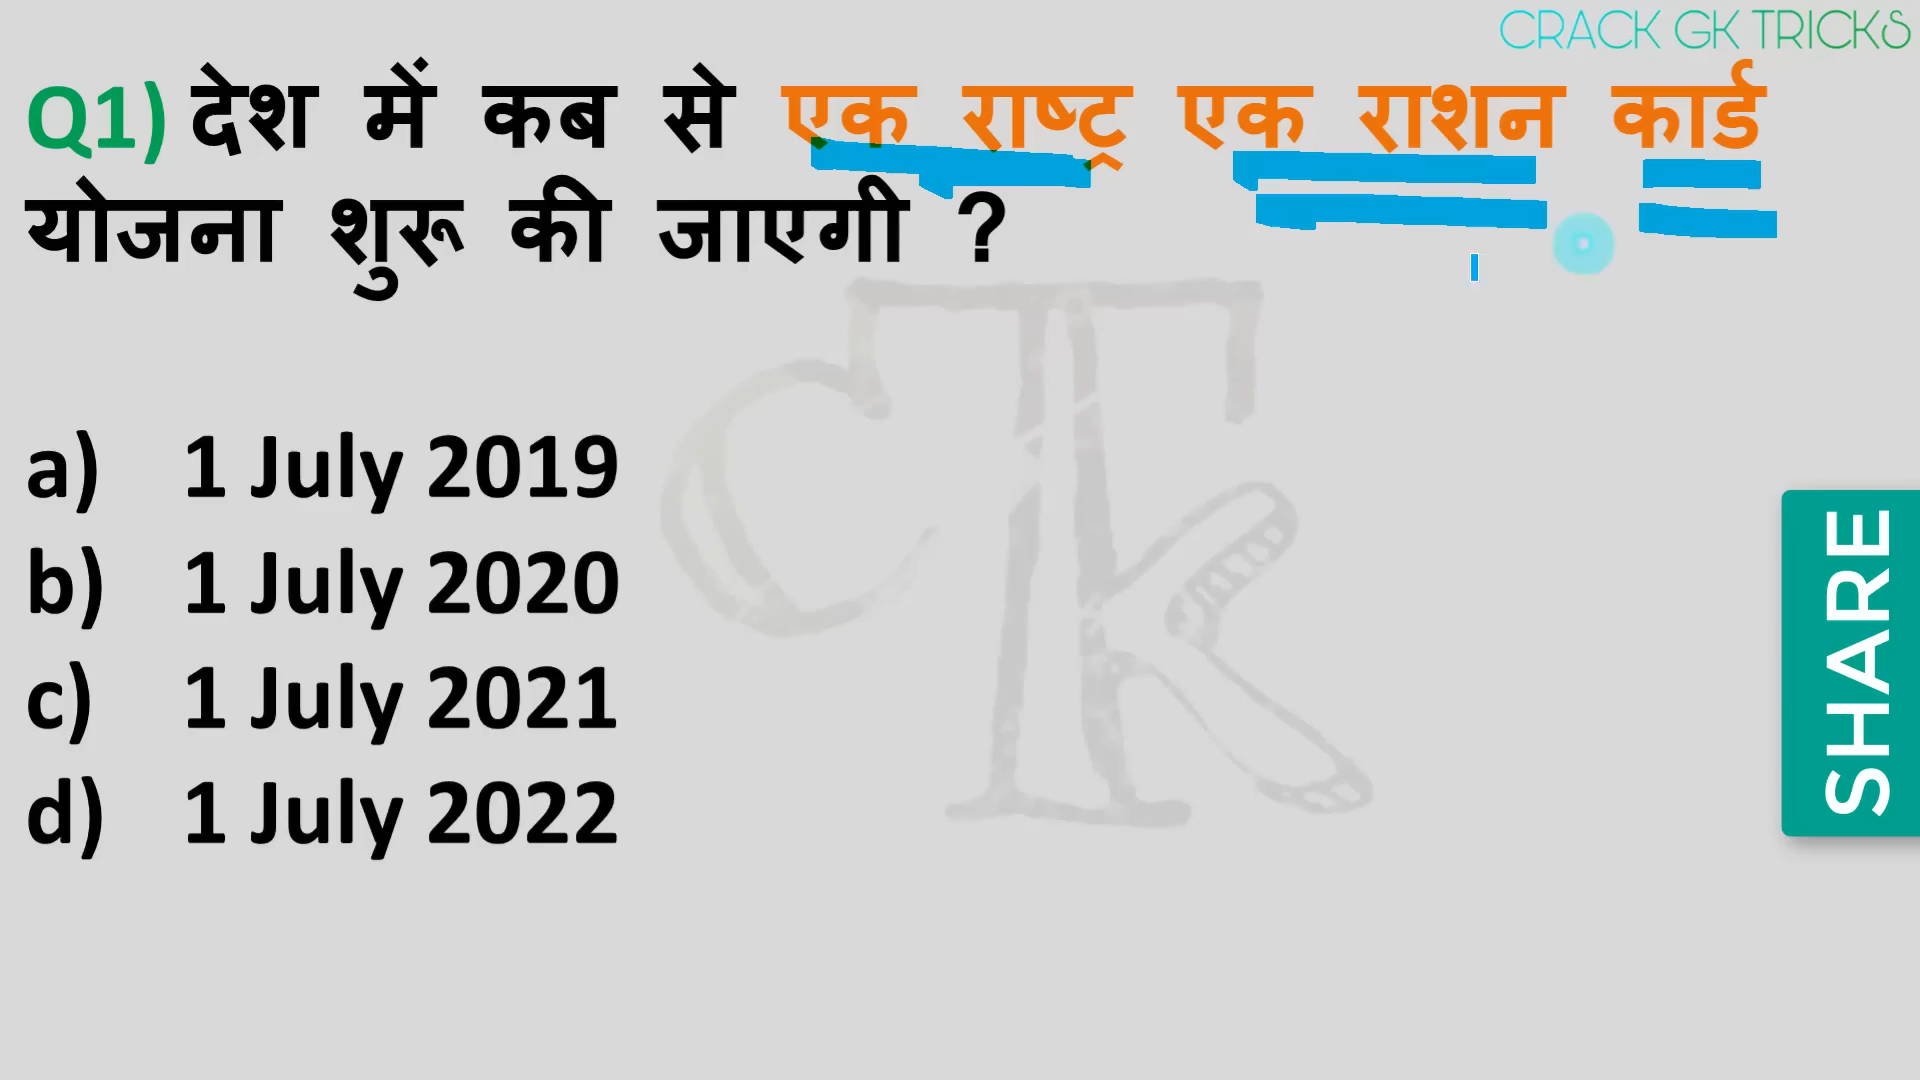 CRACK GK TRICKS
Q1) देश में कब से एक राष्ट्र एक राशन कार्ड
योजना शुरू की जाएगी ?
a) 1 July 2019
b) 1 July 2020
c) 1 July 2021
d) 1 July 2022
SHARE